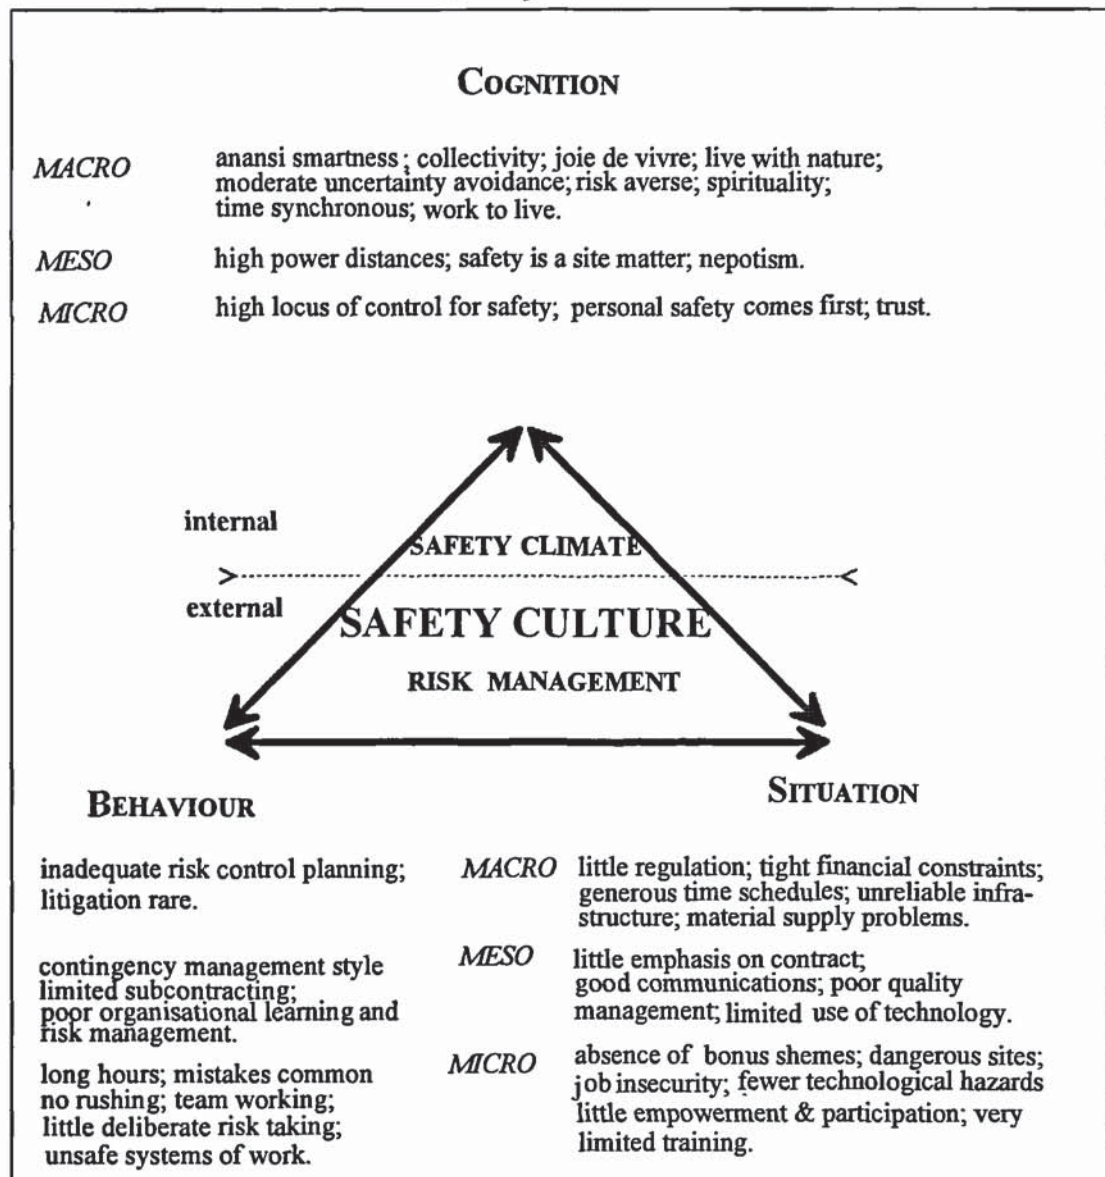 COGNITION
MACRO anansi smartness; collectivity; joie de vivre; live with nature;
moderate uncertainty avoidance; risk averse; spirituality;
time synchronous; work to live.
MESO high power distances; safety is a site matter; nepotism.
MICRO high locus of control for safety; personal safety comes first; trust.
internal
SAFETY CLIMATE
external
SAFETY CULTURE
RISK MANAGEMENT
BEHAVIOUR
inadequate risk control planning;
litigation rare.
contingency management style
limited subcontracting;
poor organisational learning and
risk management.
long hours; mistakes common
no rushing; team working;
little deliberate risk taking;
unsafe systems of work.
SITUATION
MACRO little regulation; tight financial constraints;
generous time schedules; unreliable infra-
structure; material supply problems.
MESO little emphasis on contract;
good communications; poor quality
management; limited use of technology.
MICRO absence of bonus shemes; dangerous sites;
job insecurity; fewer technological hazards
little empowerment & participation; very
limited training.